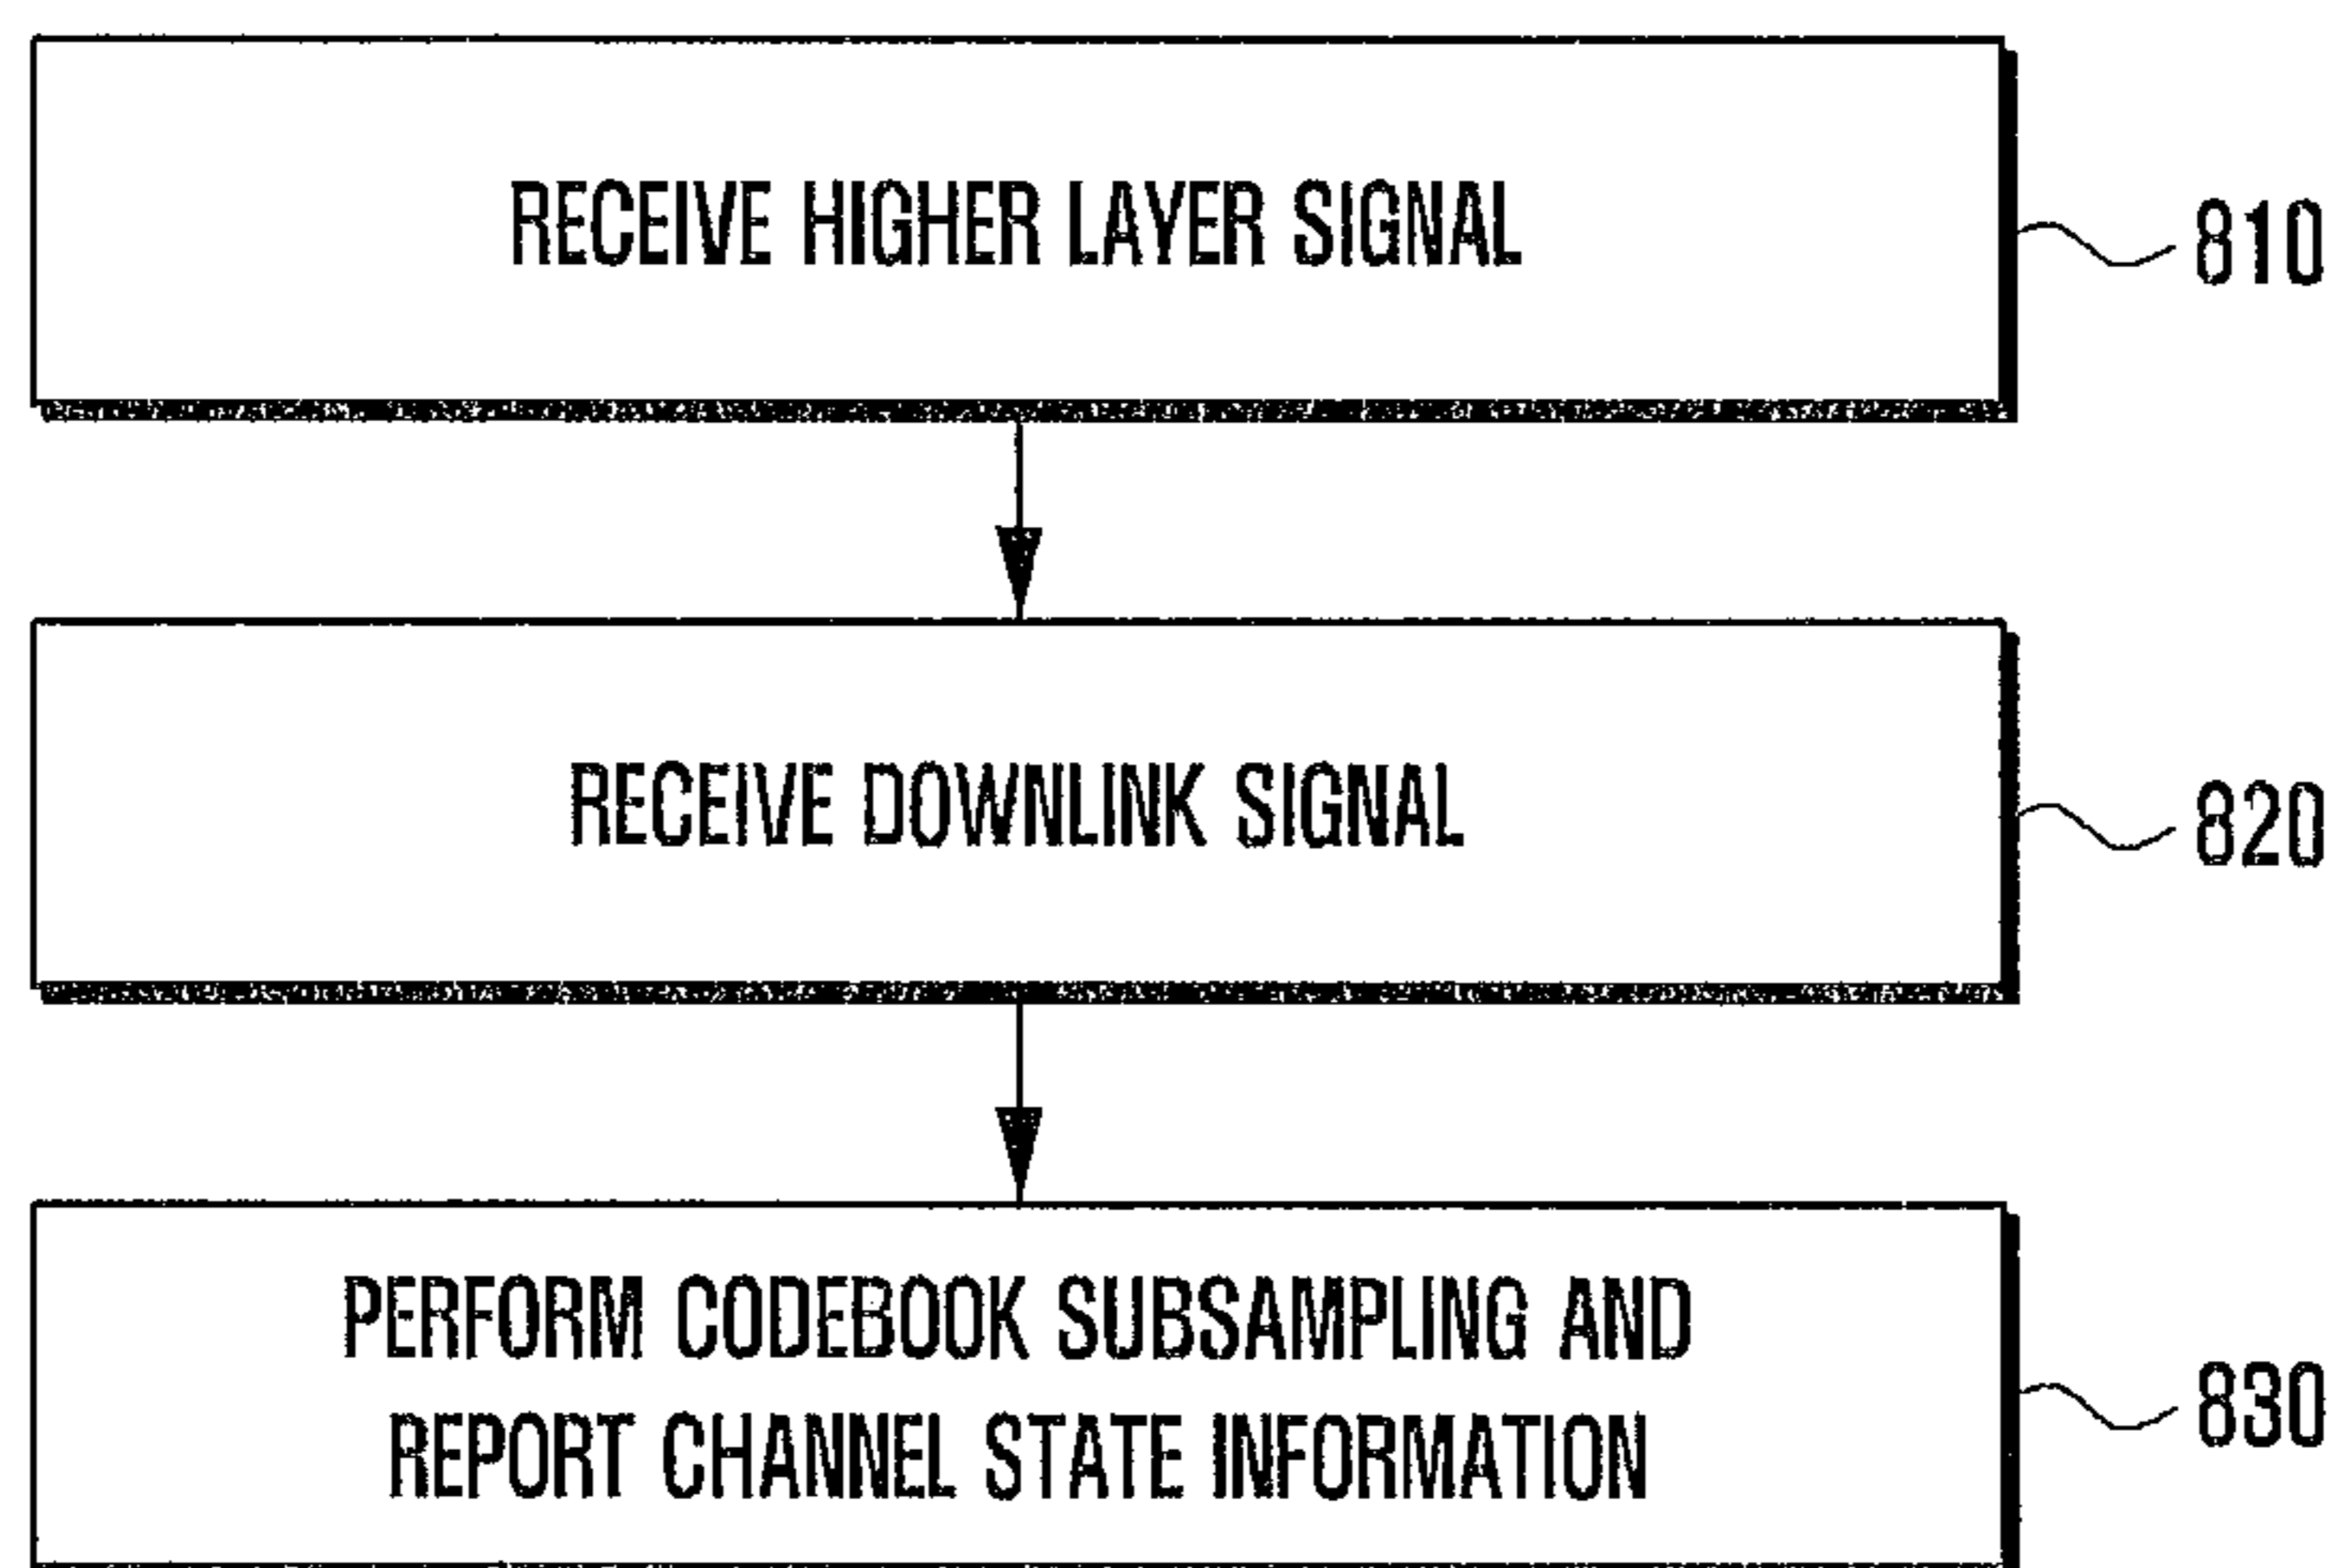 RECEIVE HIGHER LAYER SIGNAL
810
RECEIVE DOWNLINK SIGNAL
820
PERFORM CODEBOOK SUBSAMPLING AND
REPORT CHANNEL STATE INFORMATION
830